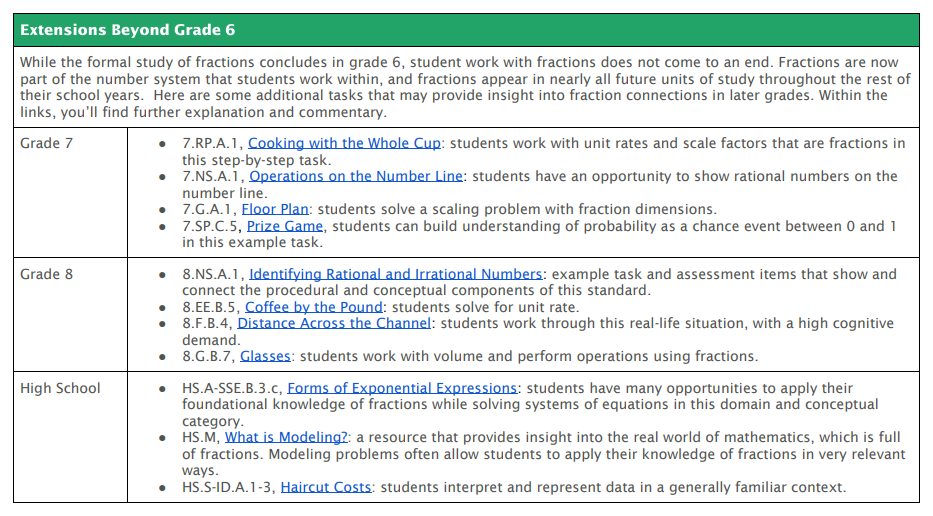 Extensions Beyond Grade 6
While the formal study of fractions concludes in grade 6, student work with fractions does not come to an end. Fractions are now
part of the number system that students work within, and fractions appear in nearly all future units of study throughout the rest of
their school years.  Here are some additional tasks that may provide insight into fraction connections in later grades. Within the
links, you’ll find further explanation and commentary.
Grade 7
● 7.RP.A.1, Cooking with the Whole Cup: students work with unit rates and scale factors that are fractions in
this step-by-step task.
● 7.NS.A.1, Operations on the Number Line: students have an opportunity to show rational numbers on the
number line.
● 7.G.A.1, Floor Plan: students solve a scaling problem with fraction dimensions.
● 7.SP.C.5, Prize Game, students can build understanding of probability as a chance event between 0 and 1
in this example task.
Grade 8
● 8.NS.A.1, Identifying Rational and Irrational Numbers: example task and assessment items that show and
connect the procedural and conceptual components of this standard.
● 8.EE.B.5, Coffee by the Pound: students solve for unit rate.
● 8.F.B.4, Distance Across the Channel: students work through this real-life situation, with a high cognitive
demand.
● 8.G.B.7, Glasses: students work with volume and perform operations using fractions.
High School
● HS.A-SSE.B.3.c, Forms of Exponential Expressions: students have many opportunities to apply their
foundational knowledge of fractions while solving systems of equations in this domain and conceptual
category.
● HS.M, What is Modeling?: a resource that provides insight into the real world of mathematics, which is full
of fractions. Modeling problems often allow students to apply their knowledge of fractions in very relevant
ways.
● HS.S-ID.A.1-3, Haircut Costs: students interpret and represent data in a generally familiar context.